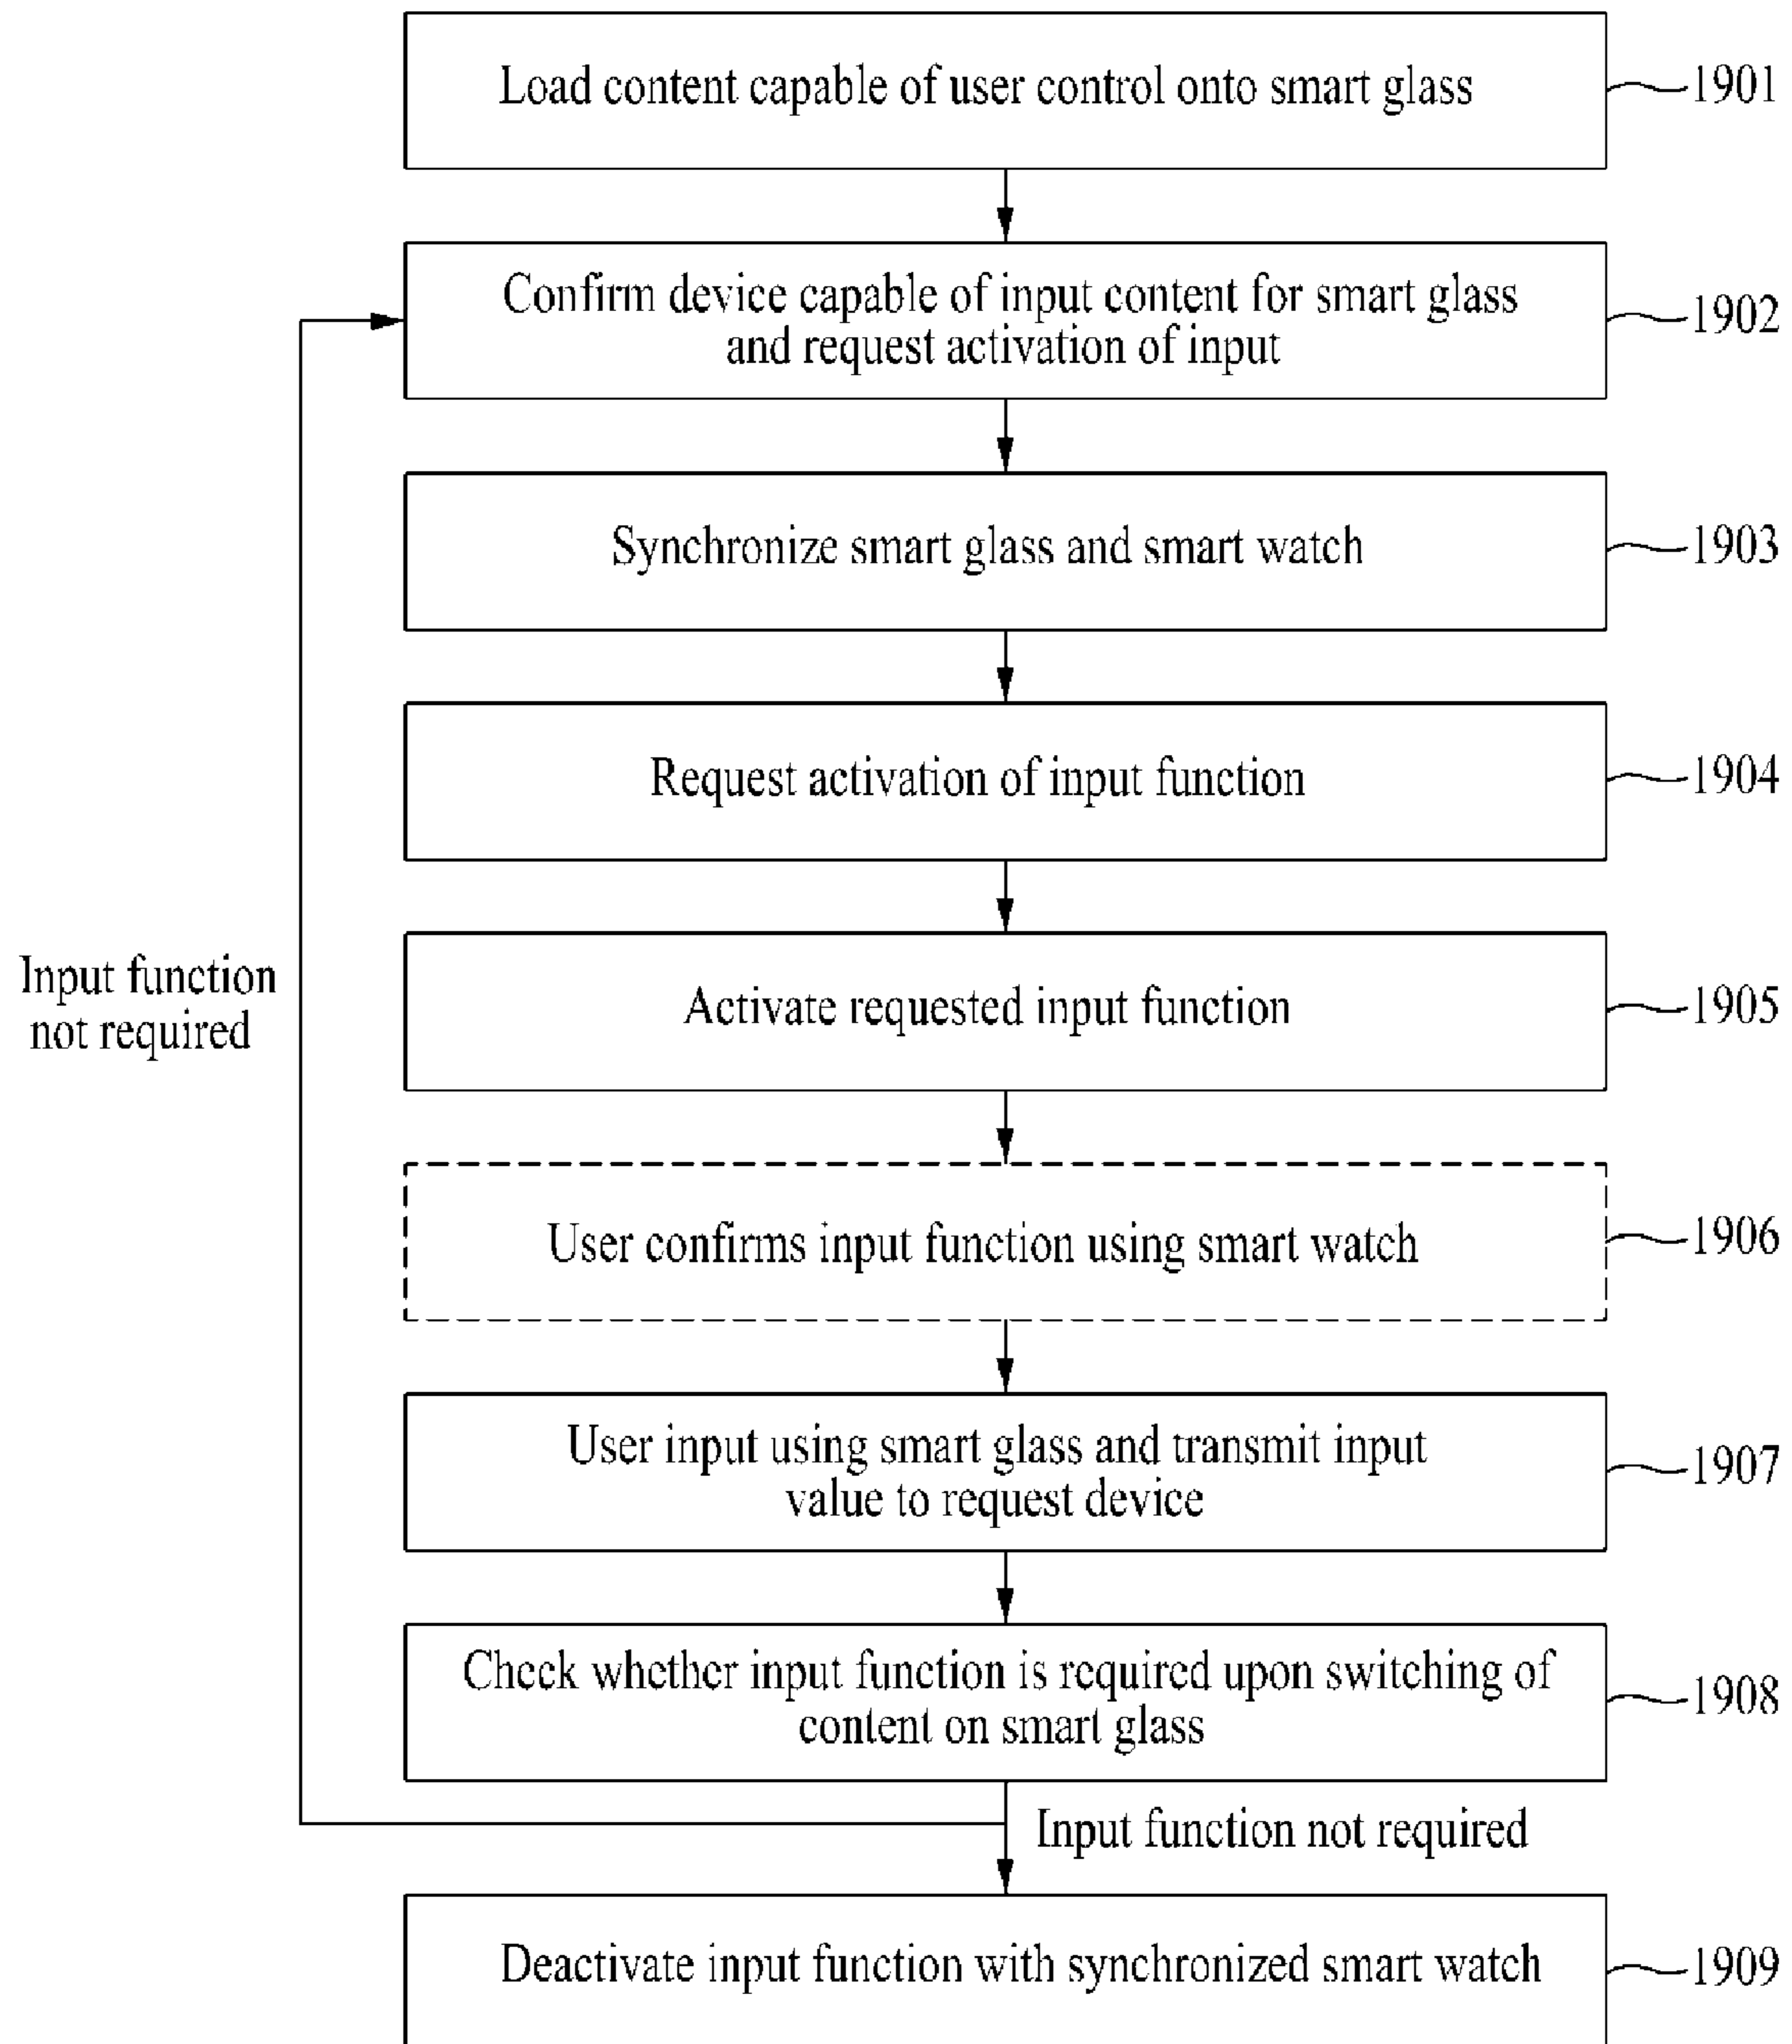 Load content capable of user control onto smart glass
1901
Confirm device capable of input content for smart glass
and request activation of input
1902
Synchronize smart glass and smart watch
1903
Request activation of input function
1904
Input function
not required
Activate requested input function
1905
User confirms input function using smart watch
1906
User input using smart glass and transmit input
value to request device
1907
Check whether input function is required upon switching of
content on smart glass
1908
Input function not required
Deactivate input function with synchronized smart watch
1909